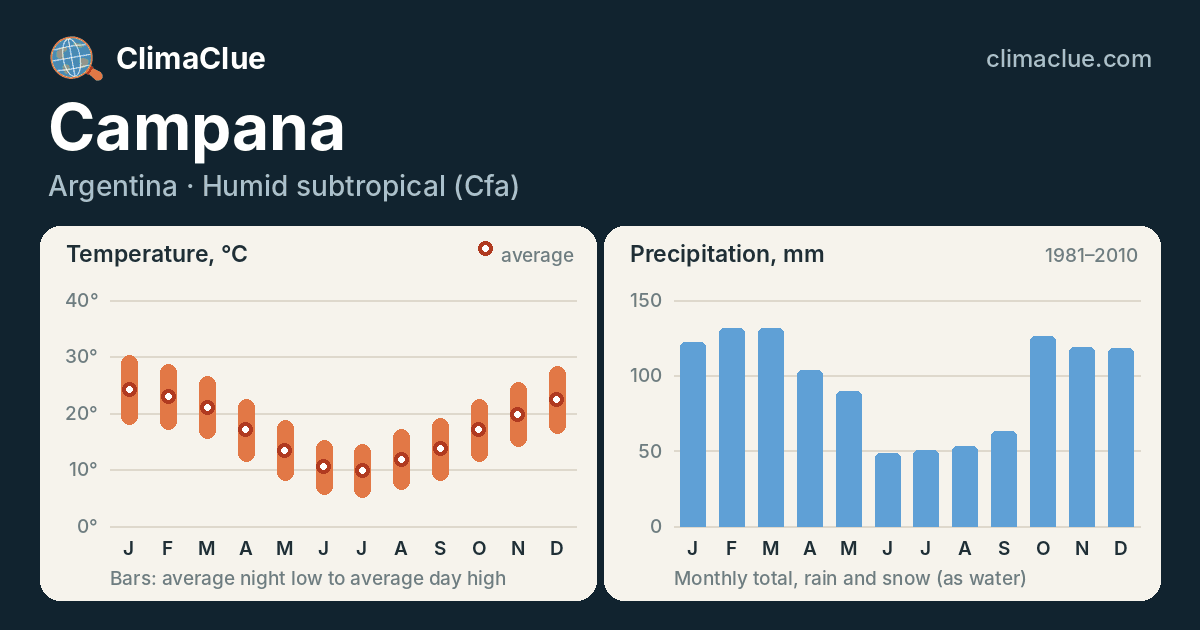 ClimaClue
climaclue.com
Campana
Argentina · Humid subtropical (Cfa)
Temperature, °C
average
40°
30°
20°
10°
0°
J F M A M J J A S O N D
Bars: average night low to average day high
Precipitation, mm
1981–2010
150
100
50
0
J F M A M J J A S O N D
Monthly total, rain and snow (as water)